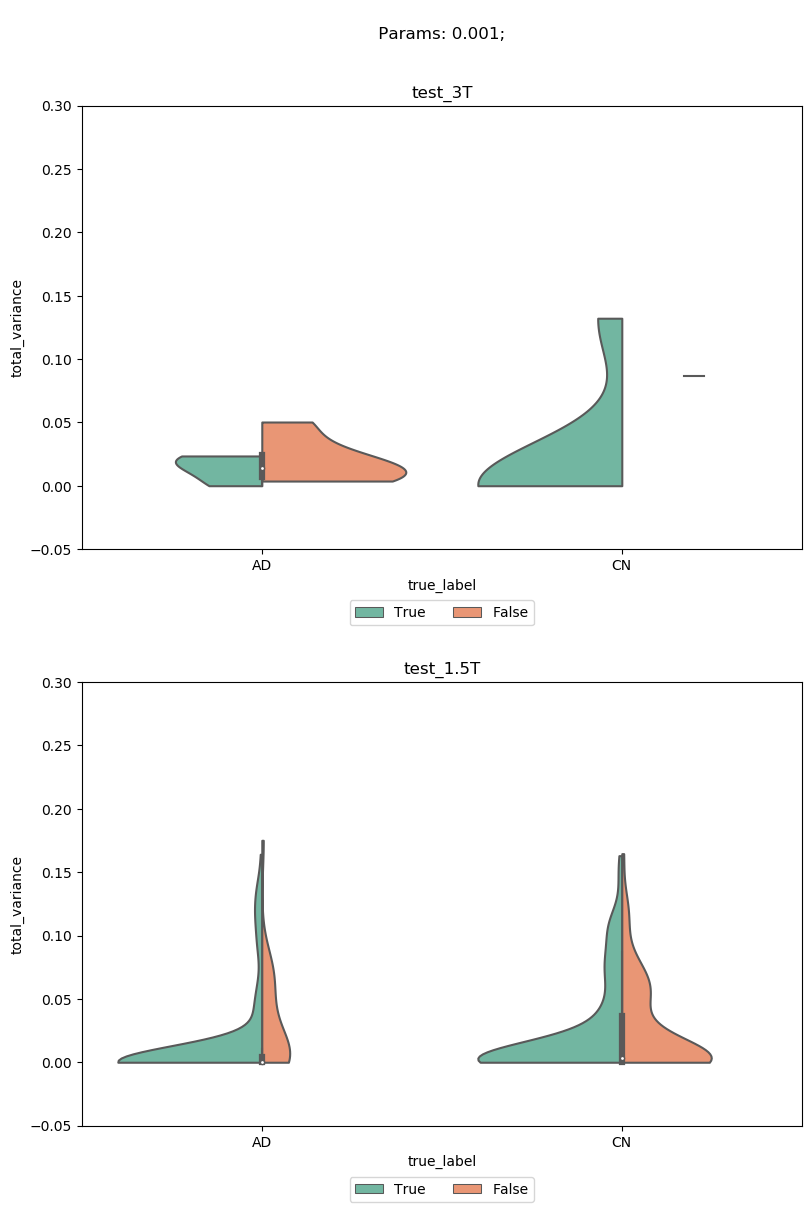 Params: 0.001;
test_3T
0.30
0.25
0.20
0.15
0.10
0.05
0.00
−0.05
total_variance
AD CN
true_label
True False
test_1.5T
0.30
0.25
0.20
0.15
0.10
0.05
0.00
−0.05
total_variance
AD CN
true_label
True False